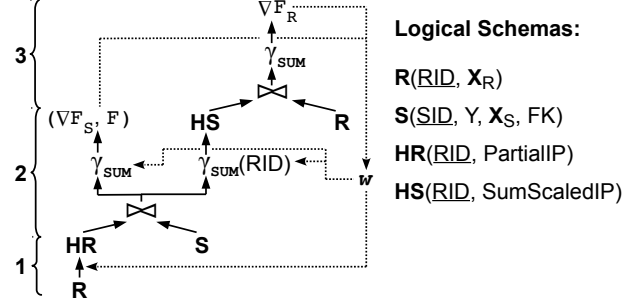 ∇F_R
Logical Schemas:
3
γ_SUM
R(RID, X_R)
(∇F_S, F)
HS
R
S(SID, Y, X_S, FK)
HR(RID, PartialIP)
2
γ_SUM
γ_SUM(RID)
w
HS(RID, SumScaledIP)
HR
S
1
R